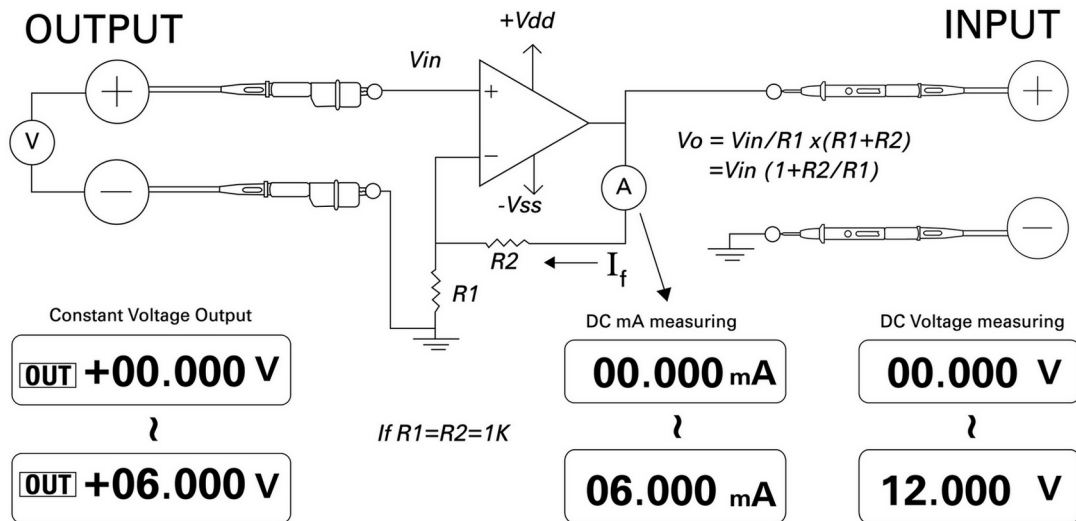 OUTPUT
INPUT
+Vdd
Vin
+
+
+
V
−
Vo = Vin/R1 x(R1+R2)
=Vin (1+R2/R1)
A
−
-Vss
−
R2
If
R1
Constant Voltage Output
DC mA measuring
DC Voltage measuring
OUT +00.000 V
00.000 mA
00.000 V
~
~
~
If R1=R2=1K
OUT +06.000 V
06.000 mA
12.000 V